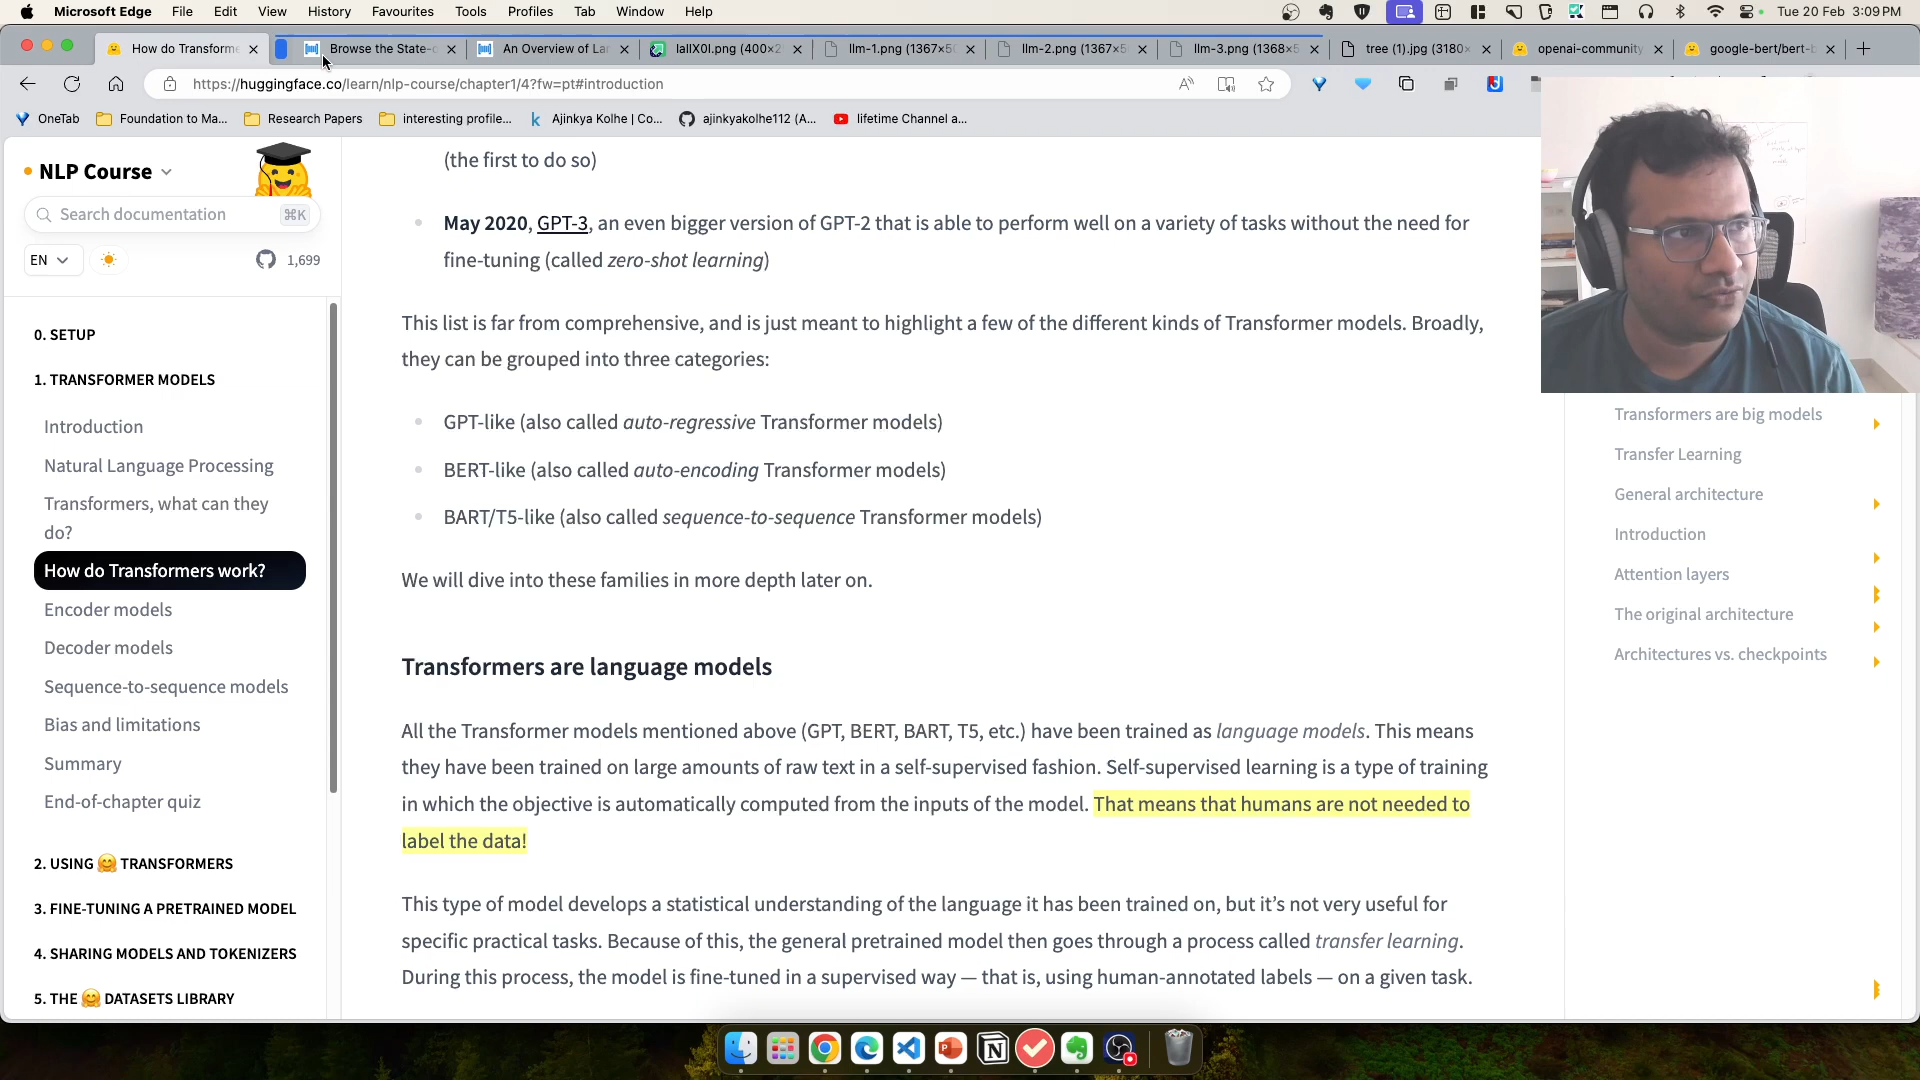 Microsoft Edge File Edit View History Favourites Tools Profiles Tab Window Help
Tue 20 Feb 3:09 PM
How do Transforme
Browse the State-o
An Overview of Lar
lallX0I.png (400×2
llm-1.png (1367×5
llm-2.png (1367×5
llm-3.png (1368×5
tree (1).jpg (3180×
openai-community
google-bert/bert-b
https://huggingface.co/learn/nlp-course/chapter1/4?fw=pt#introduction
OneTab
Foundation to Ma...
Research Papers
interesting profile...
Ajinkya Kolhe | Co...
ajinkyakolhe112 (A...
lifetime Channel a...
NLP Course
Search documentation
⌘K
EN
1,699
0. SETUP
1. TRANSFORMER MODELS
Introduction
Natural Language Processing
Transformers, what can they
do?
How do Transformers work?
Encoder models
Decoder models
Sequence-to-sequence models
Bias and limitations
Summary
End-of-chapter quiz
2. USING 🤗 TRANSFORMERS
3. FINE-TUNING A PRETRAINED MODEL
4. SHARING MODELS AND TOKENIZERS
5. THE 🤗 DATASETS LIBRARY
(the first to do so)
May 2020, GPT-3, an even bigger version of GPT-2 that is able to perform well on a variety of tasks without the need for
fine-tuning (called zero-shot learning)
This list is far from comprehensive, and is just meant to highlight a few of the different kinds of Transformer models. Broadly,
they can be grouped into three categories:
GPT-like (also called auto-regressive Transformer models)
BERT-like (also called auto-encoding Transformer models)
BART/T5-like (also called sequence-to-sequence Transformer models)
We will dive into these families in more depth later on.
Transformers are language models
All the Transformer models mentioned above (GPT, BERT, BART, T5, etc.) have been trained as language models. This means
they have been trained on large amounts of raw text in a self-supervised fashion. Self-supervised learning is a type of training
in which the objective is automatically computed from the inputs of the model. That means that humans are not needed to
label the data!
This type of model develops a statistical understanding of the language it has been trained on, but it's not very useful for
specific practical tasks. Because of this, the general pretrained model then goes through a process called transfer learning.
During this process, the model is fine-tuned in a supervised way — that is, using human-annotated labels — on a given task.
Transformers are big models
Transfer Learning
General architecture
Introduction
Attention layers
The original architecture
Architectures vs. checkpoints